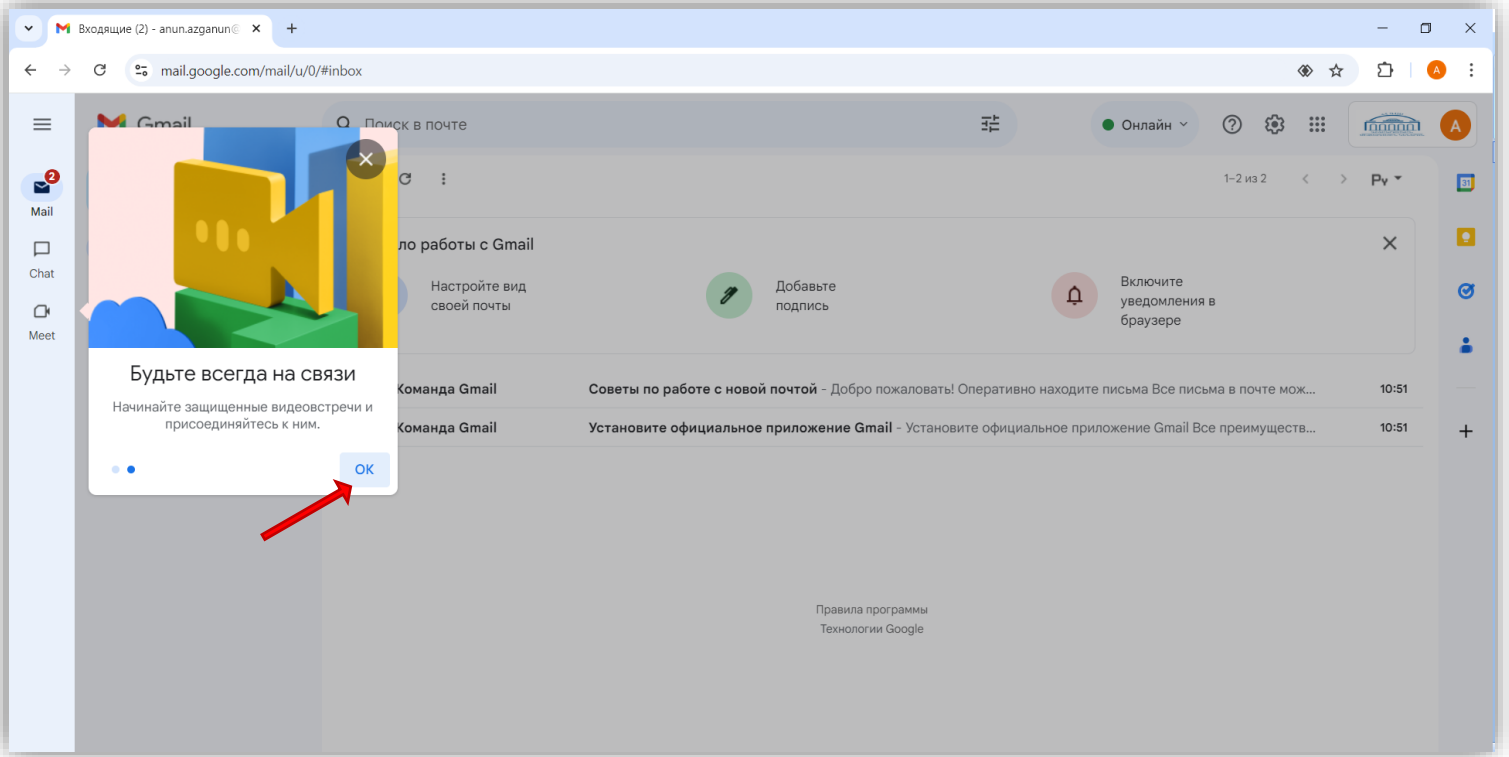 Входящие (2) - anun.azganun@
mail.google.com/mail/u/0/#inbox
A
Gmail
Поиск в почте
Онлайн
A
2
Mail
Chat
Meet
1–2 из 2
Ру
31
ло работы с Gmail
Настройте вид
своей почты
Добавьте
подпись
Включите
уведомления в
браузере
Будьте всегда на связи
Начинайте защищенные видеовстречи и
присоединяйтесь к ним.
ОК
Команда Gmail Советы по работе с новой почтой - Добро пожаловать! Оперативно находите письма Все письма в почте мож... 10:51
Команда Gmail Установите официальное приложение Gmail - Установите официальное приложение Gmail Все преимуществ... 10:51
Правила программы
Технологии Google